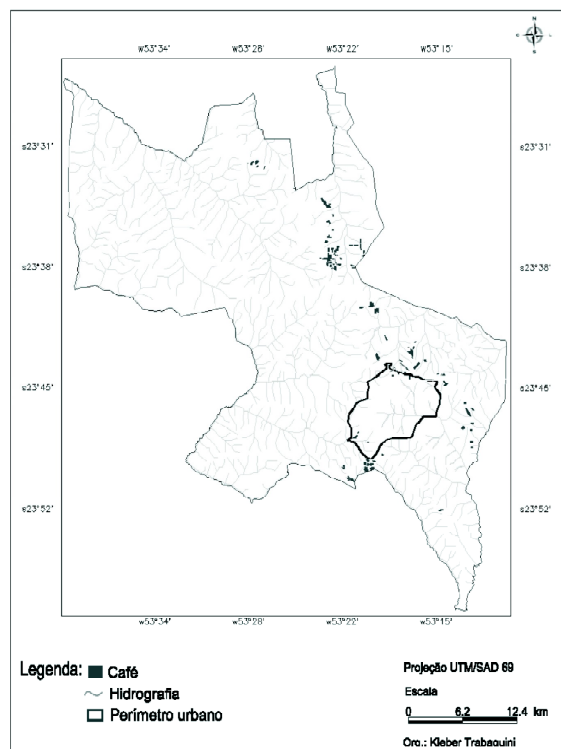 N
w53°34' w53°28' w53°22' w53°15'
s23°31' s23°31'
s23°38' s23°38'
s23°45' s23°45'
s23°52' s23°52'
w53°34' w53°28' w53°22' w53°15'
Legenda:
Café
Hidrografia
Perímetro urbano
Projeção UTM/SAD 69
Escala
0 6.2 12.4 km
Org.: Kleber Trabaquini